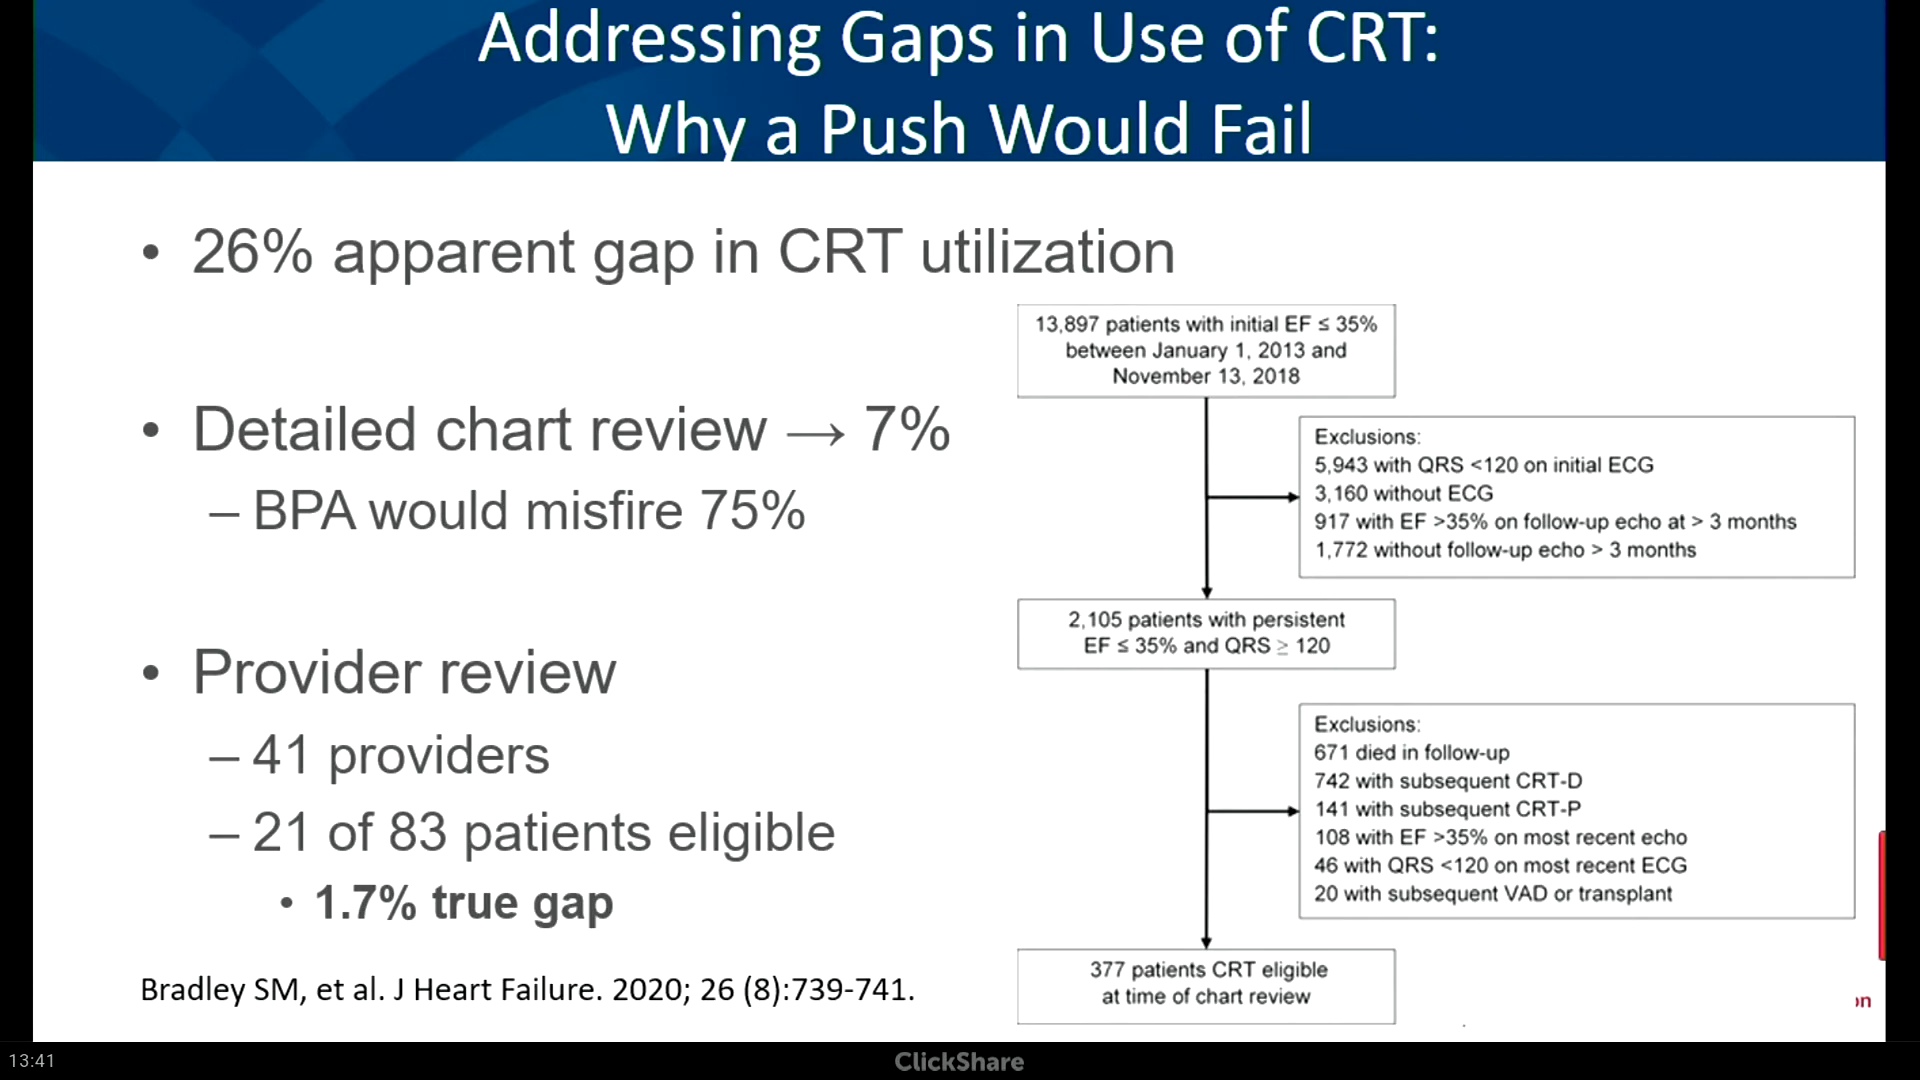 Addressing Gaps in Use of CRT:
Why a Push Would Fail
• 26% apparent gap in CRT utilization
• Detailed chart review → 7%
– BPA would misfire 75%
• Provider review
– 41 providers
– 21 of 83 patients eligible
• 1.7% true gap
Bradley SM, et al. J Heart Failure. 2020; 26 (8):739-741.
13,897 patients with initial EF ≤ 35%
between January 1, 2013 and
November 13, 2018
Exclusions:
5,943 with QRS <120 on initial ECG
3,160 without ECG
917 with EF >35% on follow-up echo at > 3 months
1,772 without follow-up echo > 3 months
2,105 patients with persistent
EF ≤ 35% and QRS ≥ 120
Exclusions:
671 died in follow-up
742 with subsequent CRT-D
141 with subsequent CRT-P
108 with EF >35% on most recent echo
46 with QRS <120 on most recent ECG
20 with subsequent VAD or transplant
377 patients CRT eligible
at time of chart review
13:41
ClickShare